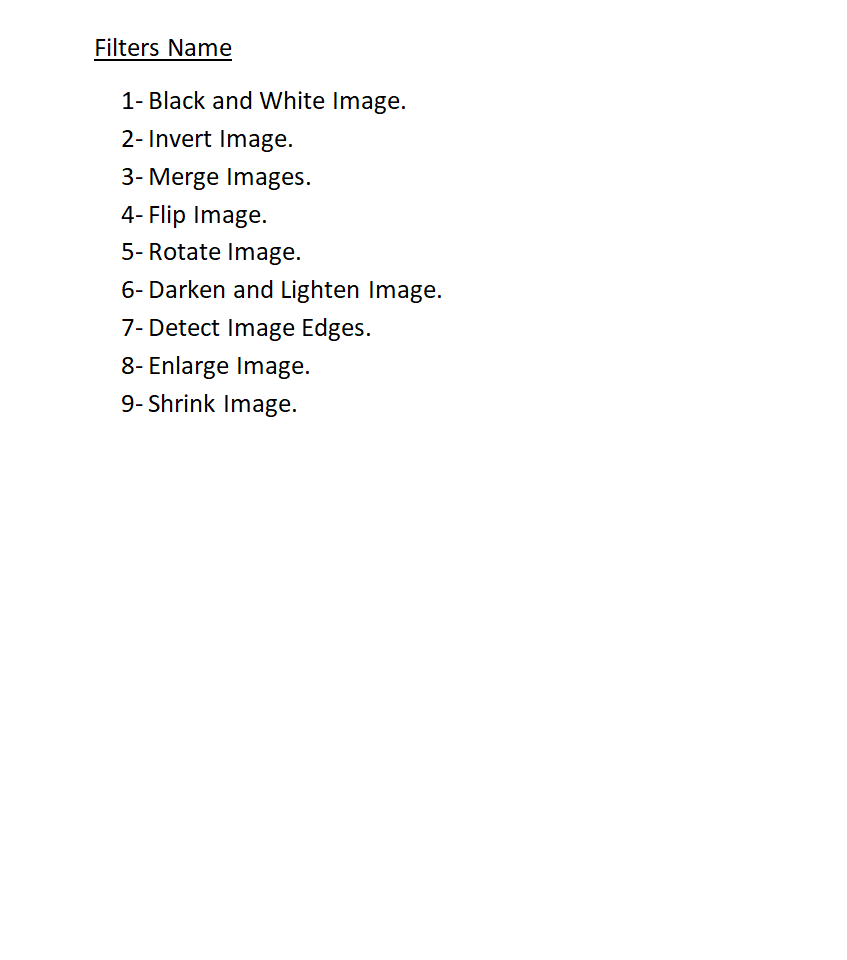 Filters Name
1- Black and White Image.
2- Invert Image.
3- Merge Images.
4- Flip Image.
5- Rotate Image.
6- Darken and Lighten Image.
7- Detect Image Edges.
8- Enlarge Image.
9- Shrink Image.